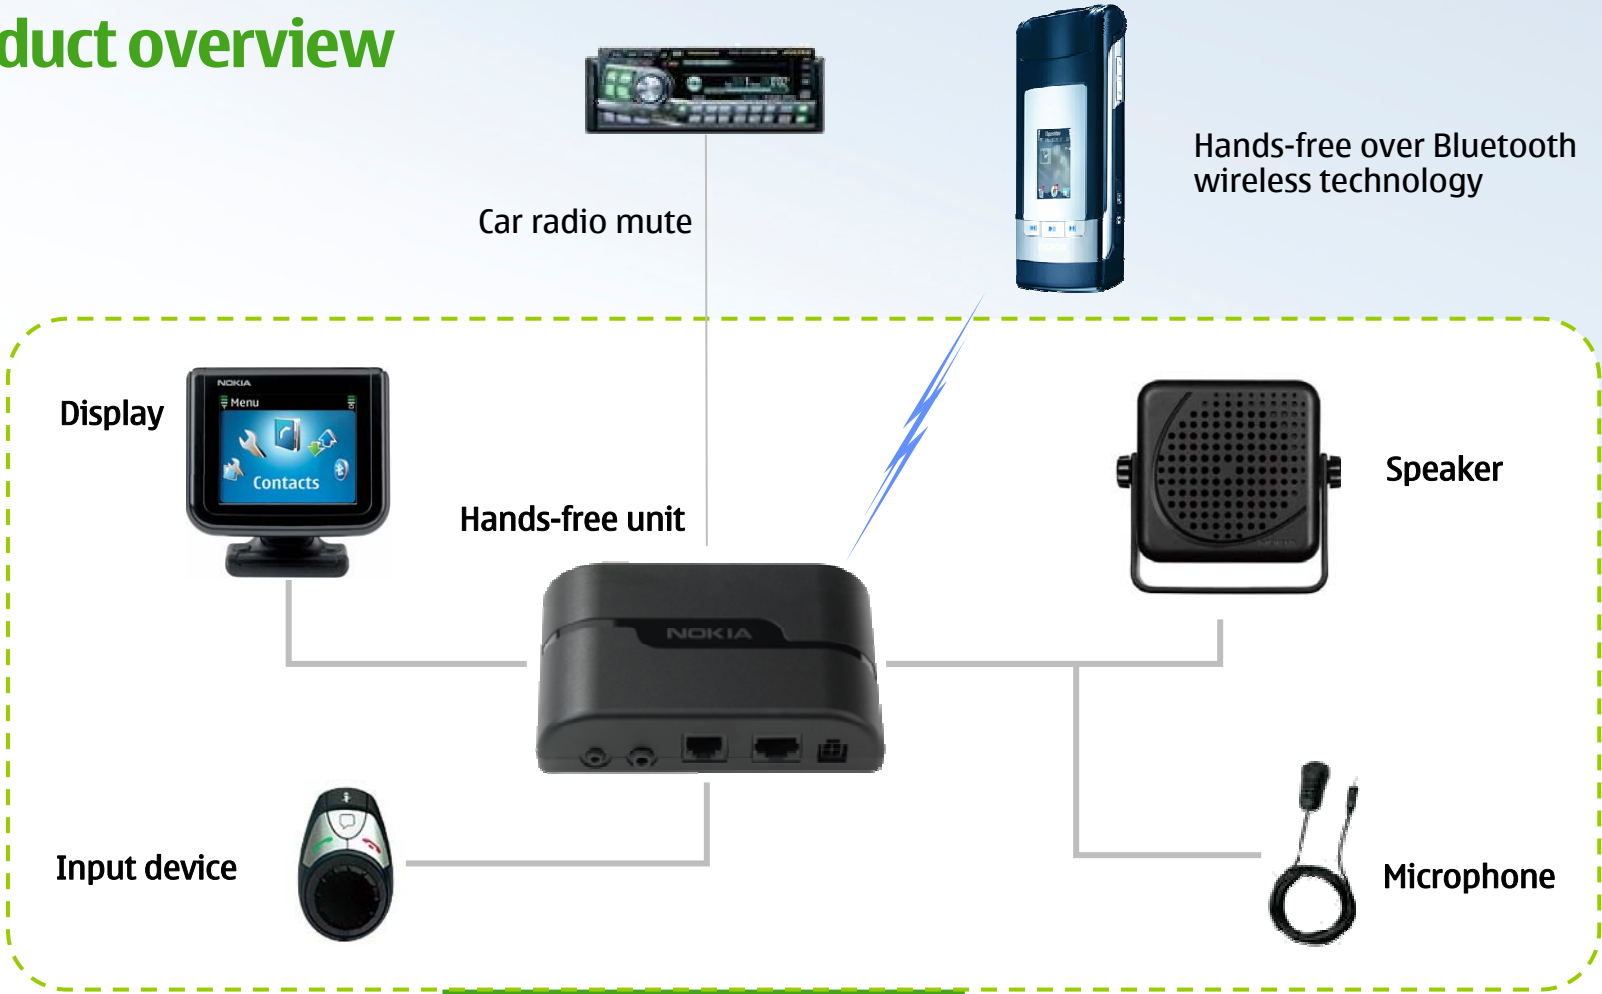 duct overview
Car radio mute
Hands-free over Bluetooth
wireless technology
NOKIA
Display
NOKIA
Menu
Contacts
Speaker
Hands-free unit
NOKIA
Input device
Microphone